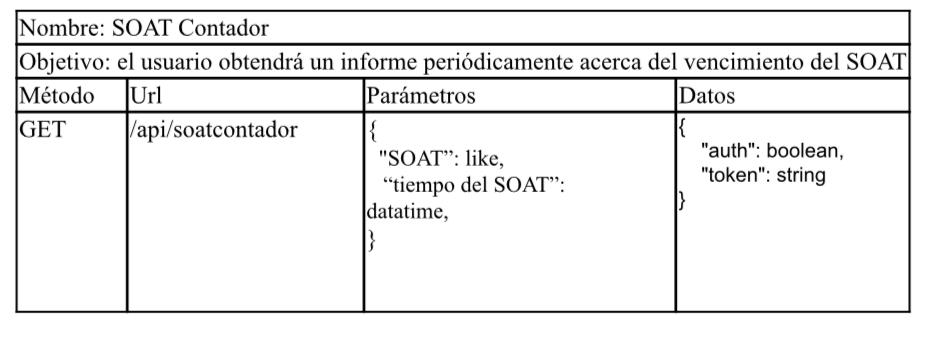 Nombre: SOAT Contador
Objetivo: el usuario obtendrá un informe periódicamente acerca del vencimiento del SOAT
Método Url Parámetros Datos
GET /api/soatcontador
{
"SOAT”: like,
“tiempo del SOAT”:
datatime,
}
{
"auth": boolean,
"token": string
}